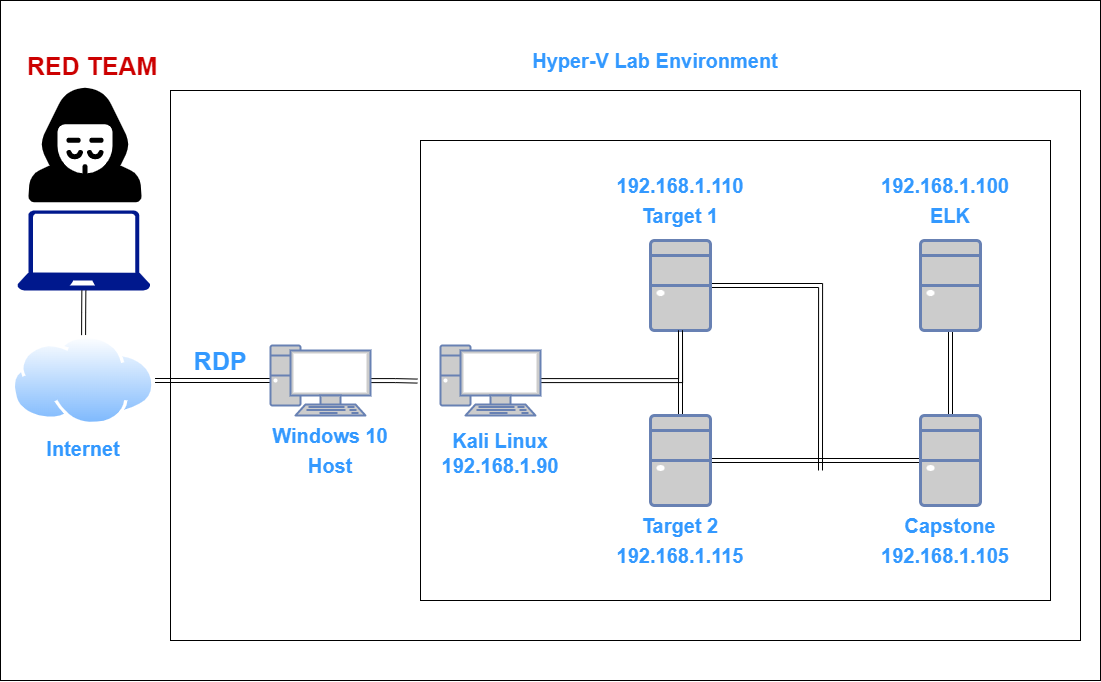 RED TEAM
Hyper-V Lab Environment
192.168.1.110
Target 1
192.168.1.100
ELK
RDP
Internet
Windows 10
Host
Kali Linux
192.168.1.90
Target 2
192.168.1.115
Capstone
192.168.1.105